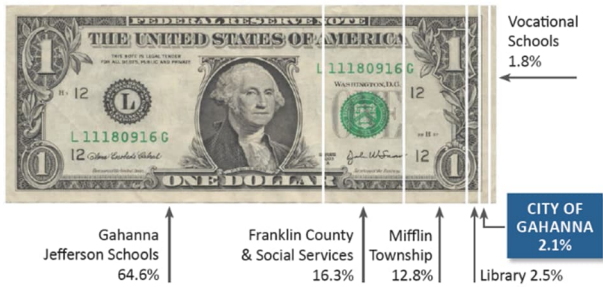 FEDERAL RESERVE NOTE
THE UNITED STATES OF AMERICA
THIS NOTE IS LEGAL TENDER
FOR ALL DEBTS, PUBLIC AND PRIVATE
L 11180916 G
WASHINGTON, D.C.
12
12
L
L 11180916 G
12
12
1
1
1
1
ONE DOLLAR
Vocational
Schools
1.8%
CITY OF
GAHANNA
2.1%
Gahanna
Jefferson Schools
64.6%
Franklin County
& Social Services
16.3%
Mifflin
Township
12.8%
Library 2.5%